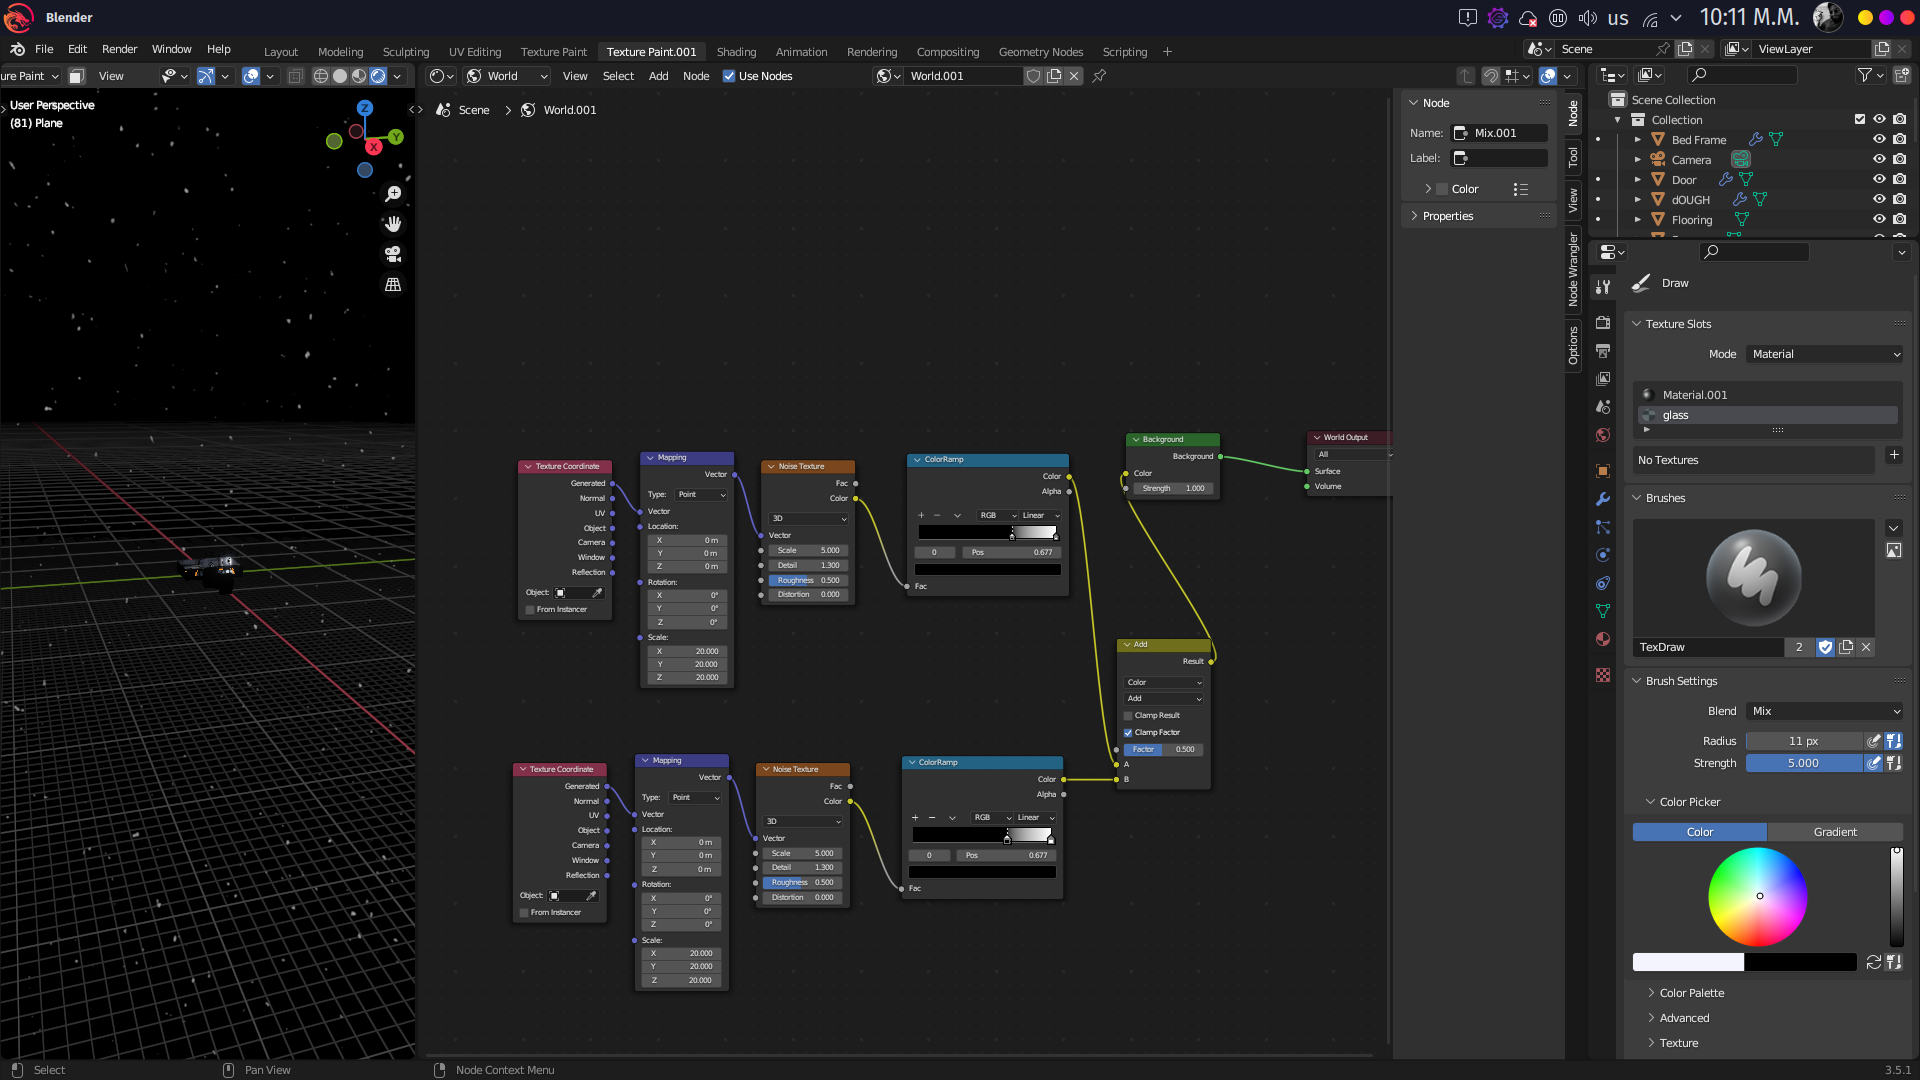 Blender
us
10:11 M.M.
File Edit Render Window Help
Layout Modeling Sculpting UV Editing Texture Paint Texture Paint.001 Shading Animation Rendering Compositing Geometry Nodes Scripting +
Scene
ViewLayer
ure Paint View
World View Select Add Node Use Nodes
World.001
User Perspective
(81) Plane
Z
Y
X
Scene > World.001
Node
Name: Mix.001
Label:
Color
Properties
Node
Tool
View
Node Wrangler
Options
Scene Collection
Collection
Bed Frame
Camera
Door
dOUGH
Flooring
Draw
Texture Slots
Mode Material
Material.001
glass
No Textures
Brushes
TexDraw 2
Brush Settings
Blend Mix
Radius 11 px
Strength 5.000
Color Picker
Color Gradient
Color Palette
Advanced
Texture
Texture Coordinate
Generated
Normal
UV
Object
Camera
Window
Reflection
Object:
From Instancer
Mapping
Vector
Type: Point
Vector
Location:
X 0 m
Y 0 m
Z 0 m
Rotation:
X 0°
Y 0°
Z 0°
Scale:
X 20.000
Y 20.000
Z 20.000
Noise Texture
Fac
Color
3D
Vector
Scale 5.000
Detail 1.300
Roughness 0.500
Distortion 0.000
ColorRamp
Color
Alpha
+ − RGB Linear
0 Pos 0.677
Fac
Background
Background
Color
Strength 1.000
World Output
All
Surface
Volume
Add
Result
Color
Add
Clamp Result
Clamp Factor
Factor 0.500
A
B
Texture Coordinate
Generated
Normal
UV
Object
Camera
Window
Reflection
Object:
From Instancer
Mapping
Vector
Type: Point
Vector
Location:
X 0 m
Y 0 m
Z 0 m
Rotation:
X 0°
Y 0°
Z 0°
Scale:
X 20.000
Y 20.000
Z 20.000
Noise Texture
Fac
Color
3D
Vector
Scale 5.000
Detail 1.300
Roughness 0.500
Distortion 0.000
ColorRamp
Color
Alpha
+ − RGB Linear
0 Pos 0.677
Fac
Select
Pan View
Node Context Menu
3.5.1